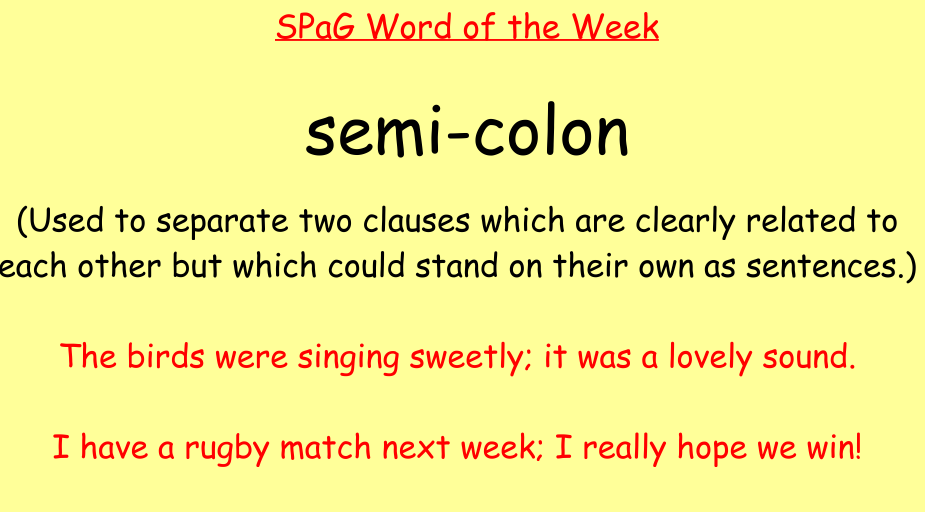 SPaG Word of the Week
semi-colon
(Used to separate two clauses which are clearly related to
each other but which could stand on their own as sentences.)
The birds were singing sweetly; it was a lovely sound.
I have a rugby match next week; I really hope we win!